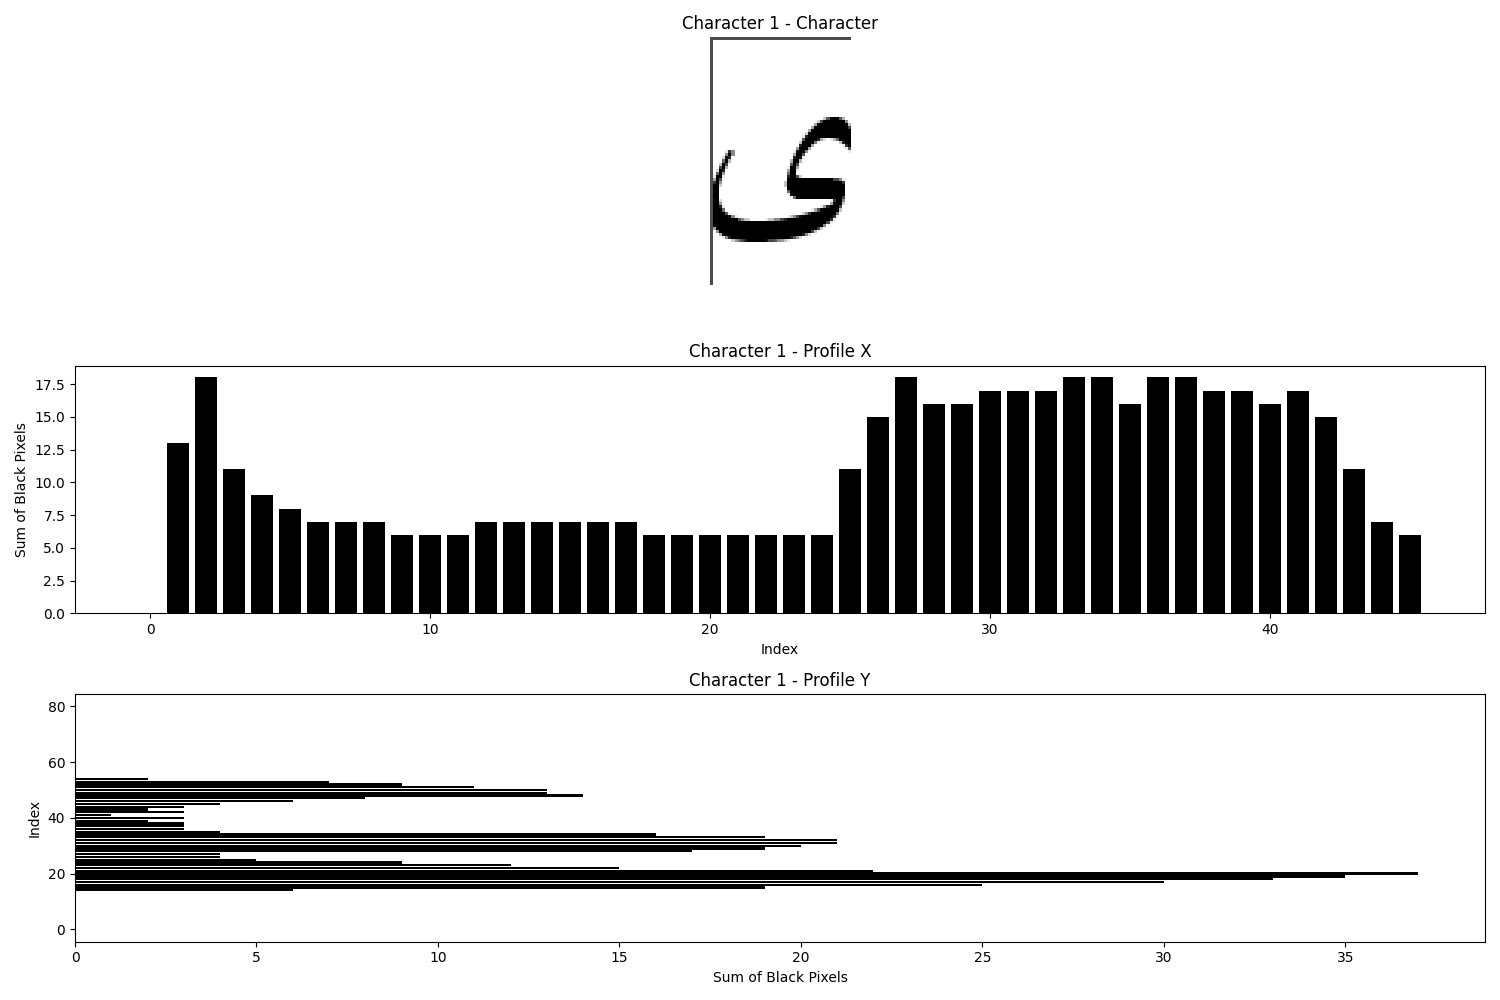 Character 1 - Character
ى
Character 1 - Profile X
Sum of Black Pixels
17.5
15.0
12.5
10.0
7.5
5.0
2.5
0.0
0 10 20 30 40
Index
Character 1 - Profile Y
Index
80
60
40
20
0
0 5 10 15 20 25 30 35
Sum of Black Pixels